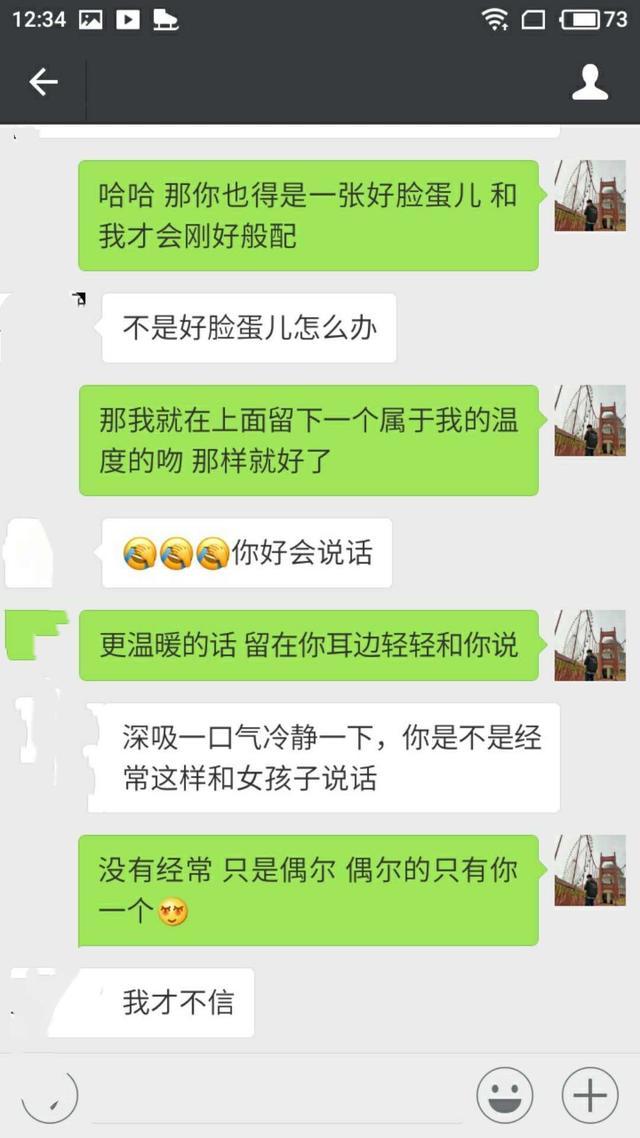 12:34
73
哈哈 那你也得是一张好脸蛋儿 和
我才会刚好般配
不是好脸蛋儿怎么办
那我就在上面留下一个属于我的温
度的吻 那样就好了
🤦🤦🤦你好会说话
更温暖的话 留在你耳边轻轻和你说
深吸一口气冷静一下，你是不是经
常这样和女孩子说话
没有经常 只是偶尔 偶尔的只有你
一个😍
我才不信